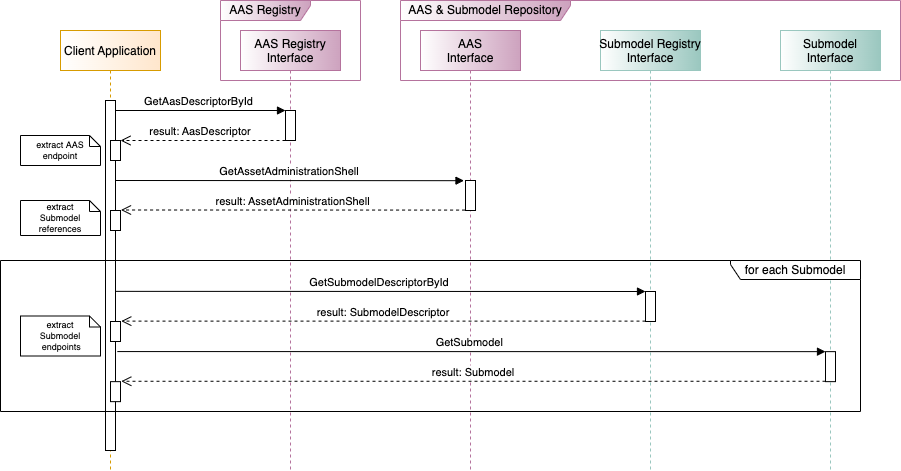 AAS Registry
AAS & Submodel Repository
Client Application
AAS Registry
Interface
AAS
Interface
Submodel Registry
Interface
Submodel
Interface
GetAasDescriptorById
result: AasDescriptor
extract AAS
endpoint
GetAssetAdministrationShell
result: AssetAdministrationShell
extract
Submodel
references
for each Submodel
GetSubmodelDescriptorById
result: SubmodelDescriptor
extract
Submodel
endpoints
GetSubmodel
result: Submodel